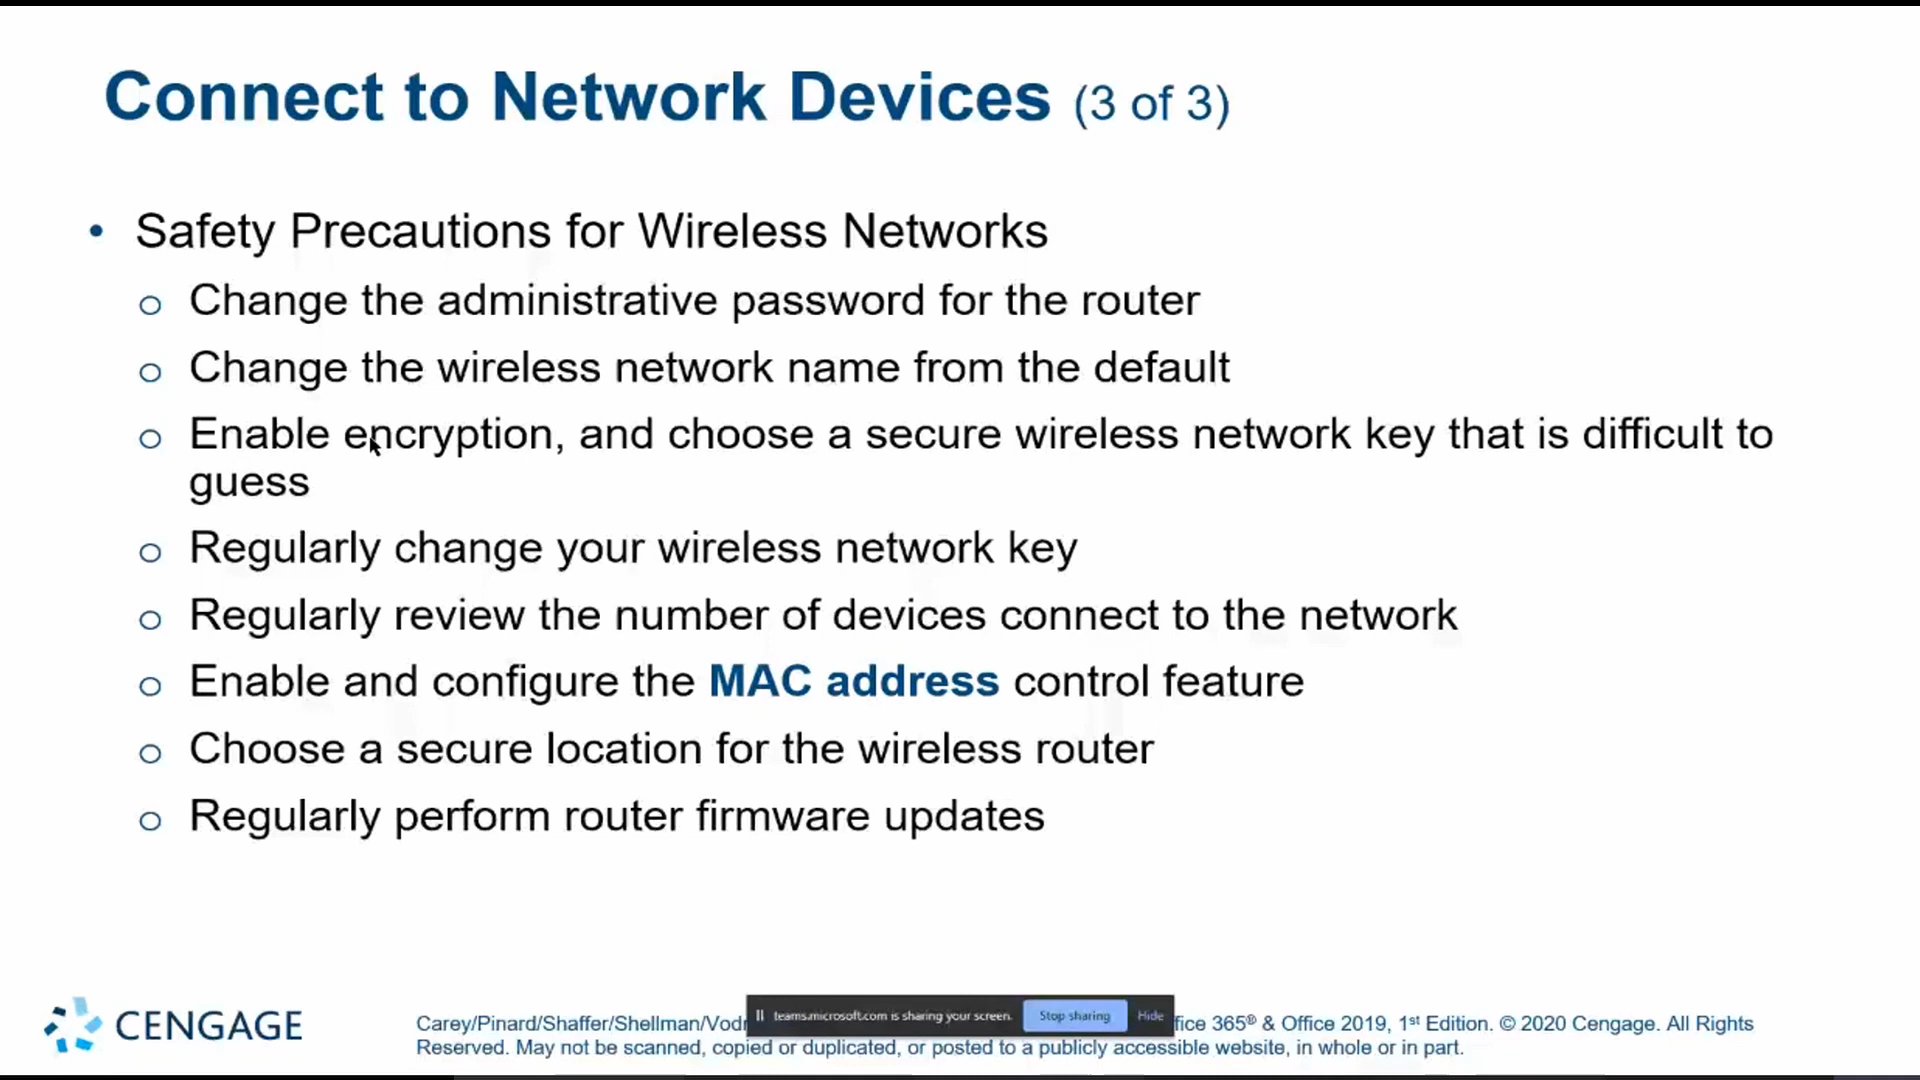 Connect to Network Devices (3 of 3)
• Safety Precautions for Wireless Networks
o Change the administrative password for the router
o Change the wireless network name from the default
o Enable encryption, and choose a secure wireless network key that is difficult to
guess
o Regularly change your wireless network key
o Regularly review the number of devices connect to the network
o Enable and configure the MAC address control feature
o Choose a secure location for the wireless router
o Regularly perform router firmware updates
CENGAGE
Carey/Pinard/Shaffer/Shellman/ fice 365® & Office 2019, 1st Edition. © 2020 Cengage. All Rights
teams.microsoft.com is sharing your screen. Stop sharing Hide
Reserved. May not be scanned, copied or duplicated, or posted to a publicly accessible website, in whole or in part.